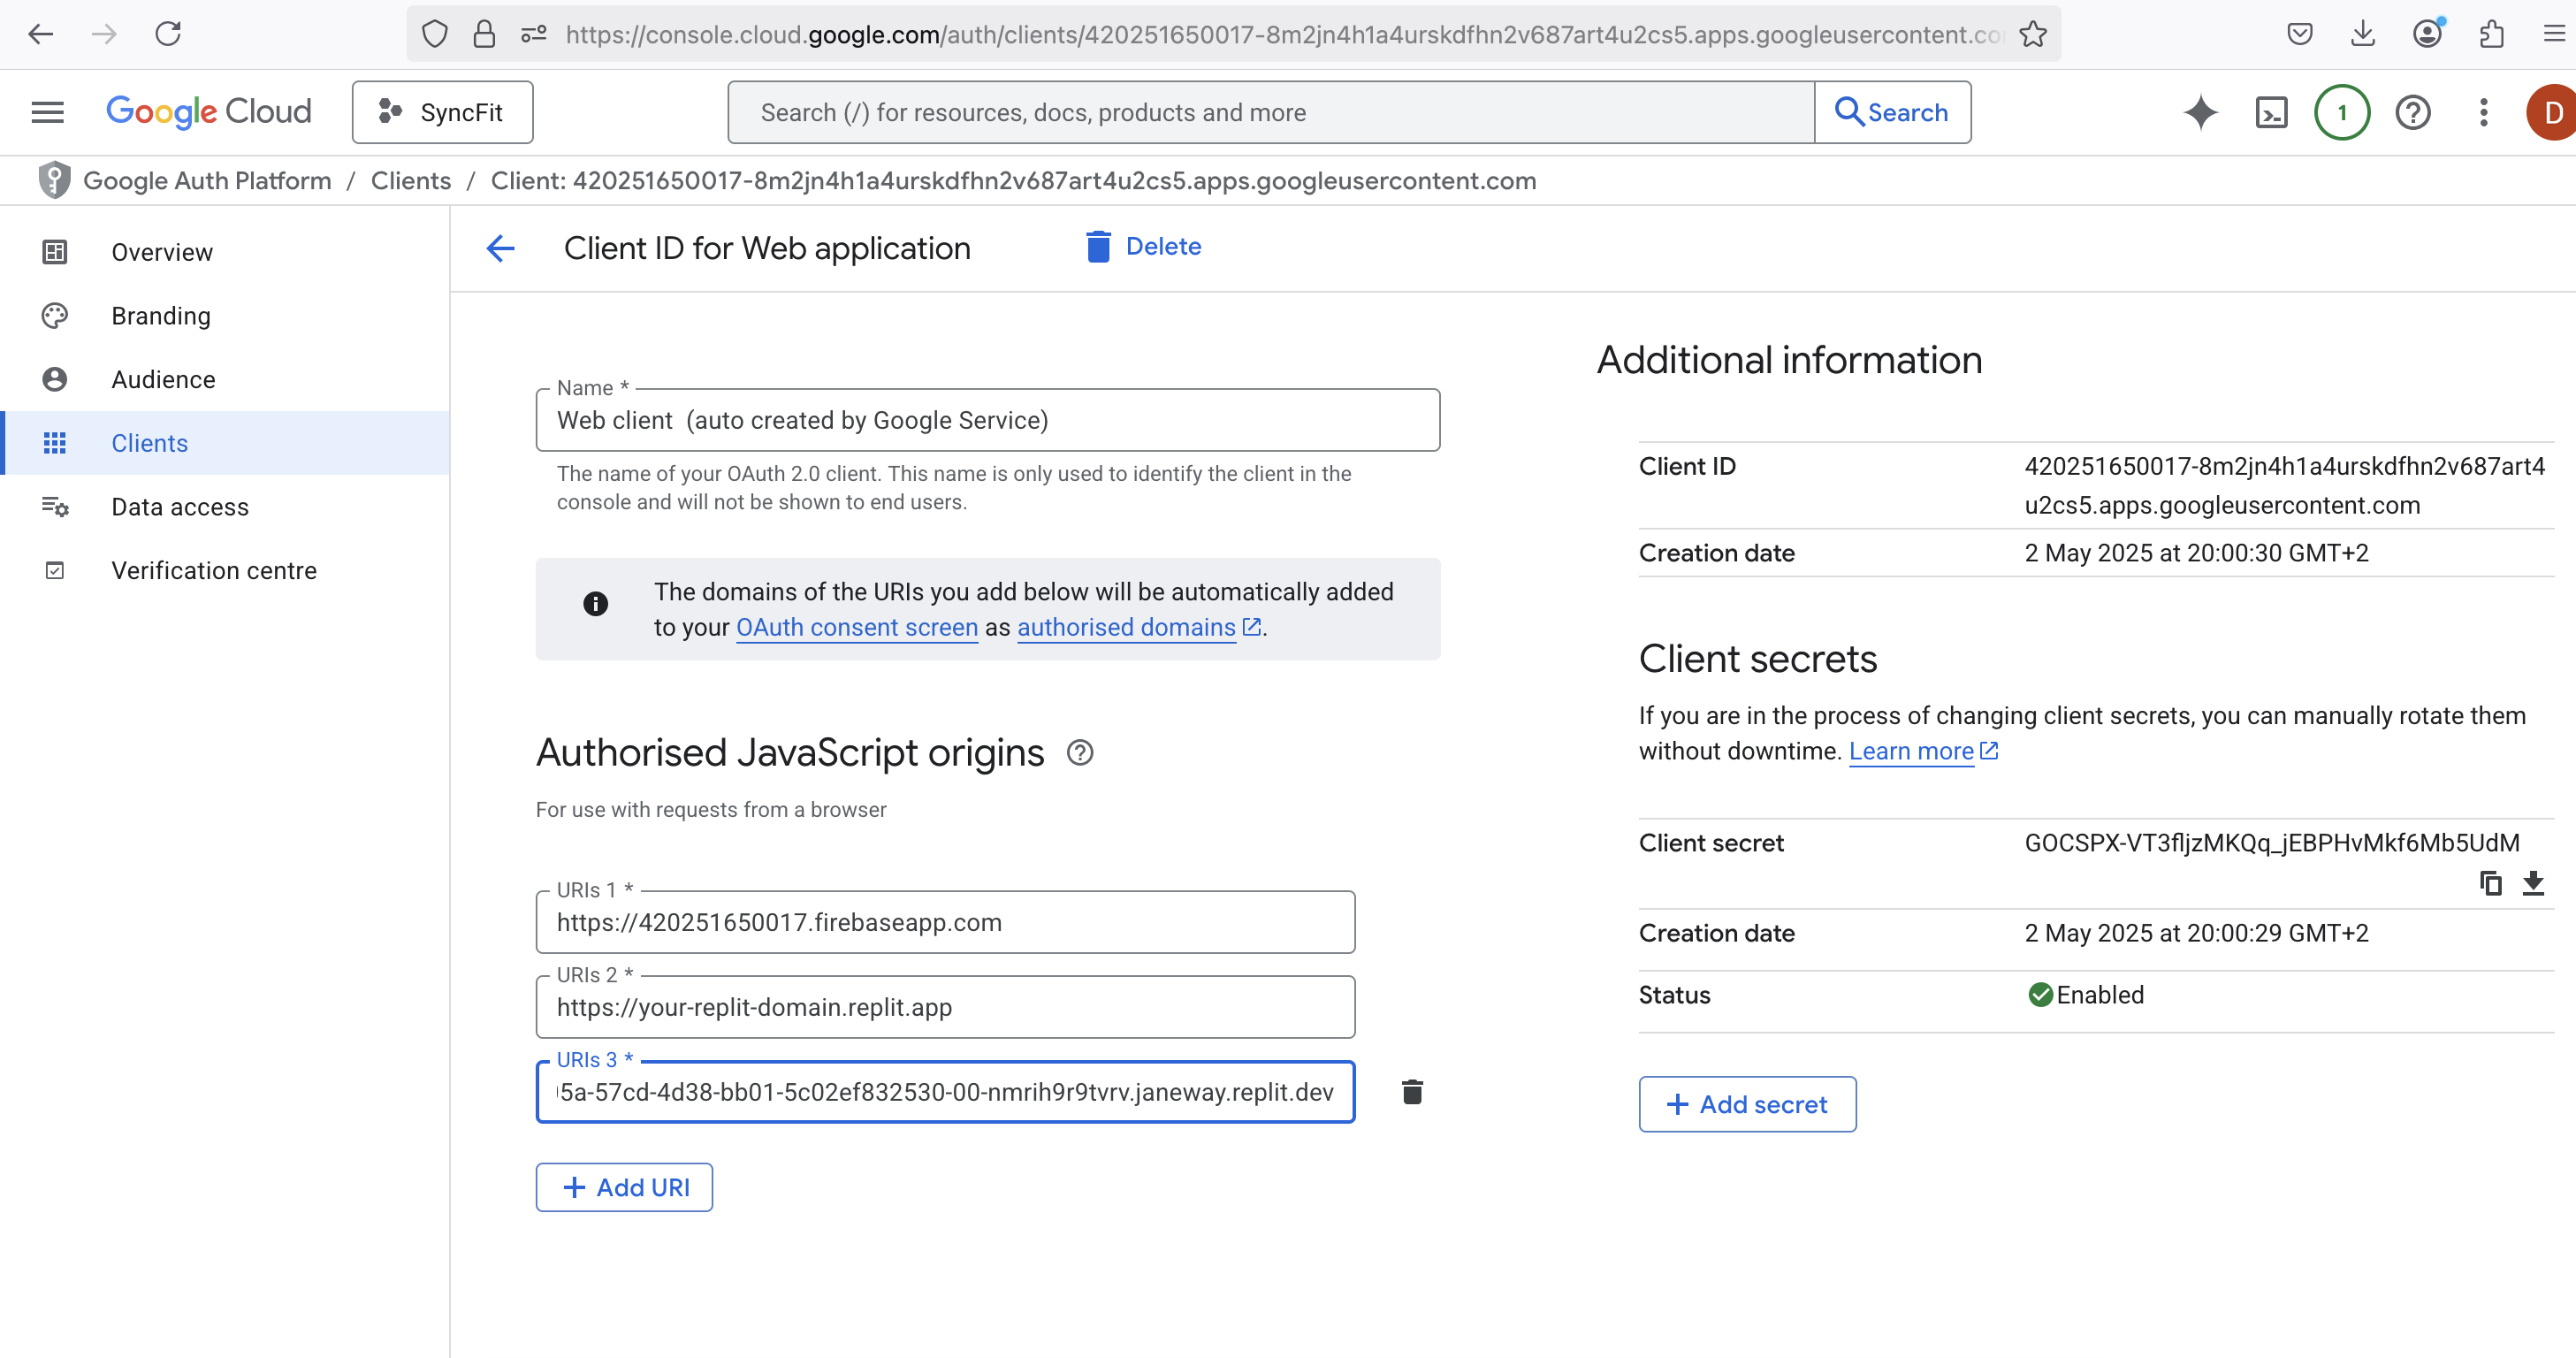 https://console.cloud.google.com/auth/clients/420251650017-8m2jn4h1a4urskdfhn2v687art4u2cs5.apps.googleusercontent.co
Google Cloud
SyncFit
Search (/) for resources, docs, products and more
Search
1
D
Google Auth Platform / Clients / Client: 420251650017-8m2jn4h1a4urskdfhn2v687art4u2cs5.apps.googleusercontent.com
Overview
Branding
Audience
Clients
Data access
Verification centre
Client ID for Web application
Delete
Name *
Web client  (auto created by Google Service)
The name of your OAuth 2.0 client. This name is only used to identify the client in the
console and will not be shown to end users.
The domains of the URIs you add below will be automatically added
to your OAuth consent screen as authorised domains.
Authorised JavaScript origins
For use with requests from a browser
URIs 1 *
https://420251650017.firebaseapp.com
URIs 2 *
https://your-replit-domain.replit.app
URIs 3 *
5a-57cd-4d38-bb01-5c02ef832530-00-nmrih9r9tvrv.janeway.replit.dev
Add URI
Additional information
Client ID
420251650017-8m2jn4h1a4urskdfhn2v687art4
u2cs5.apps.googleusercontent.com
Creation date
2 May 2025 at 20:00:30 GMT+2
Client secrets
If you are in the process of changing client secrets, you can manually rotate them
without downtime. Learn more
Client secret
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
Creation date
2 May 2025 at 20:00:29 GMT+2
Status
Enabled
Add secret